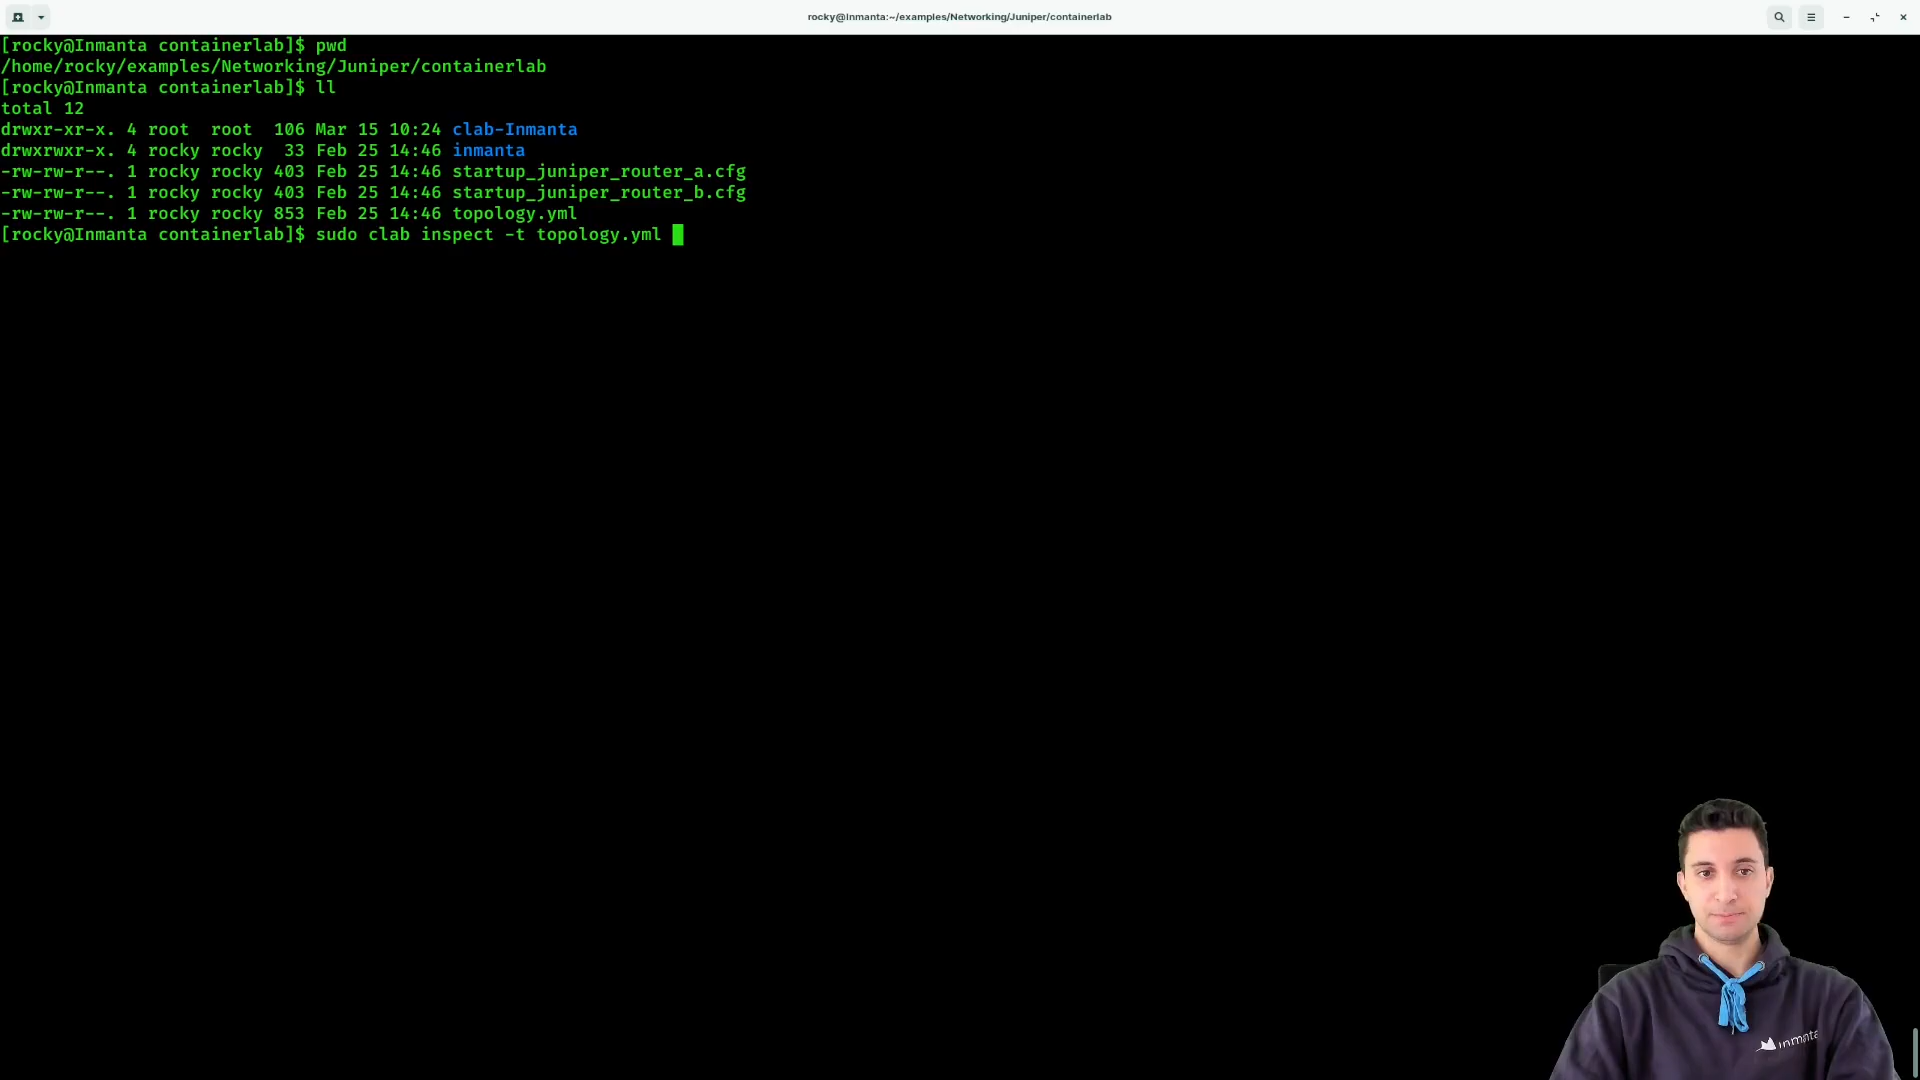 rocky@Inmanta:~/examples/Networking/Juniper/containerlab
[rocky@Inmanta containerlab]$ pwd
/home/rocky/examples/Networking/Juniper/containerlab
[rocky@Inmanta containerlab]$ ll
total 12
drwxr-xr-x. 4 root  root  106 Mar 15 10:24 clab-Inmanta
drwxrwxr-x. 4 rocky rocky  33 Feb 25 14:46 inmanta
-rw-rw-r--. 1 rocky rocky 403 Feb 25 14:46 startup_juniper_router_a.cfg
-rw-rw-r--. 1 rocky rocky 403 Feb 25 14:46 startup_juniper_router_b.cfg
-rw-rw-r--. 1 rocky rocky 853 Feb 25 14:46 topology.yml
[rocky@Inmanta containerlab]$ sudo clab inspect -t topology.yml
inmanta